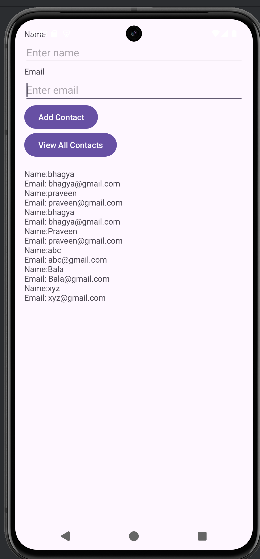 Name
Enter name
Email
Enter email
Add Contact
View All Contacts
Name:bhagya
Email: bhagya@gmail.com
Name:praveen
Email: praveen@gmail.com
Name:bhagya
Email: bhagya@gmail.com
Name:Praveen
Email: praveen@gmail.com
Name:abc
Email: abc@gmail.com
Name:Bala
Email: Bala@gmail.com
Name:xyz
Email: xyz@gmail.com